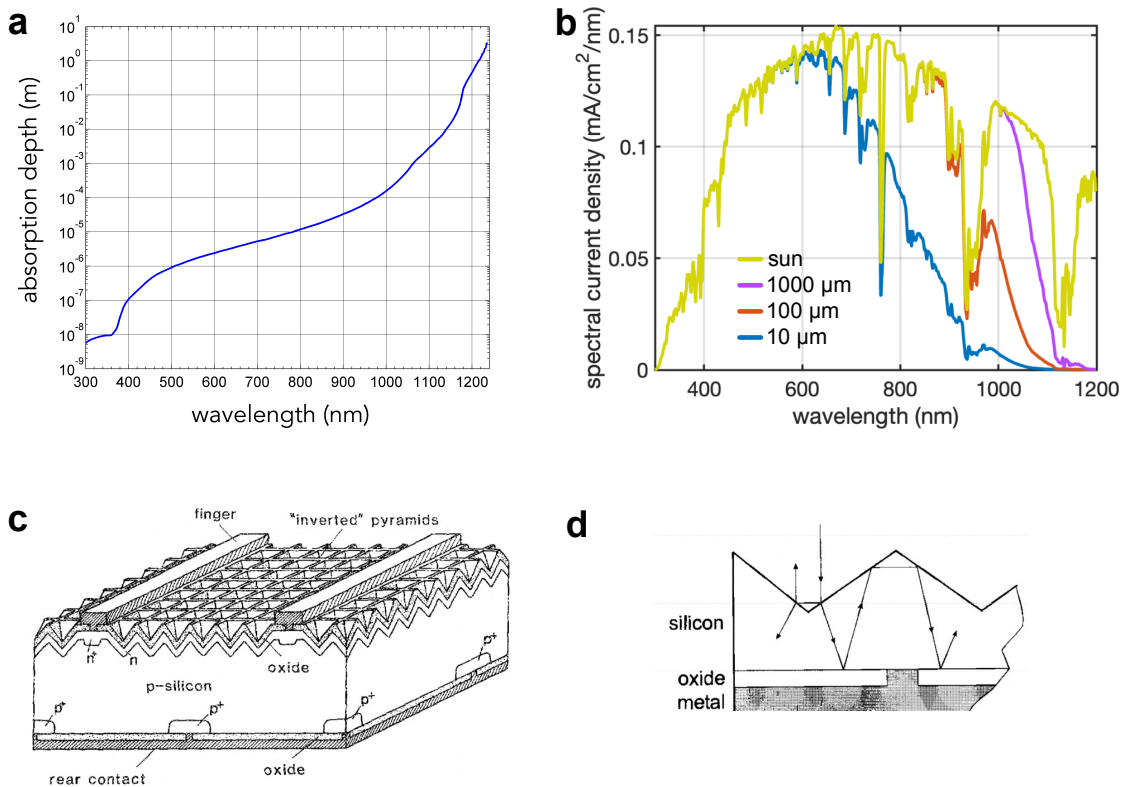 a
absorption depth (m)
10^1
10^0
10^-1
10^-2
10^-3
10^-4
10^-5
10^-6
10^-7
10^-8
10^-9
300 400 500 600 700 800 900 1000 1100 1200
wavelength (nm)
b
spectral current density (mA/cm²/nm)
0.15
0.1
0.05
0
sun
1000 µm
100 µm
10 µm
400 600 800 1000 1200
wavelength (nm)
c
finger
"inverted" pyramids
n+
n
oxide
p+
p-silicon
p+
p+
p+
rear contact
oxide
d
silicon
oxide
metal